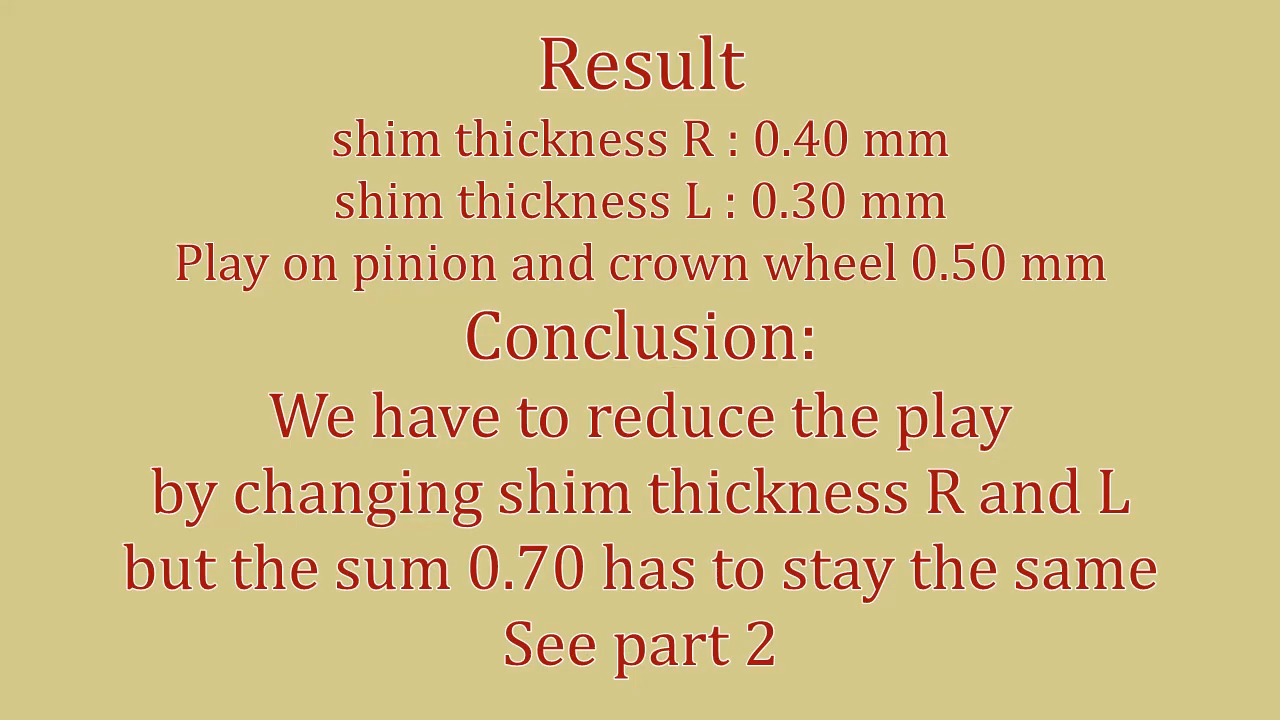 Result
shim thickness R : 0.40 mm
shim thickness L : 0.30 mm
Play on pinion and crown wheel 0.50 mm
Conclusion:
We have to reduce the play
by changing shim thickness R and L
but the sum 0.70 has to stay the same
See part 2